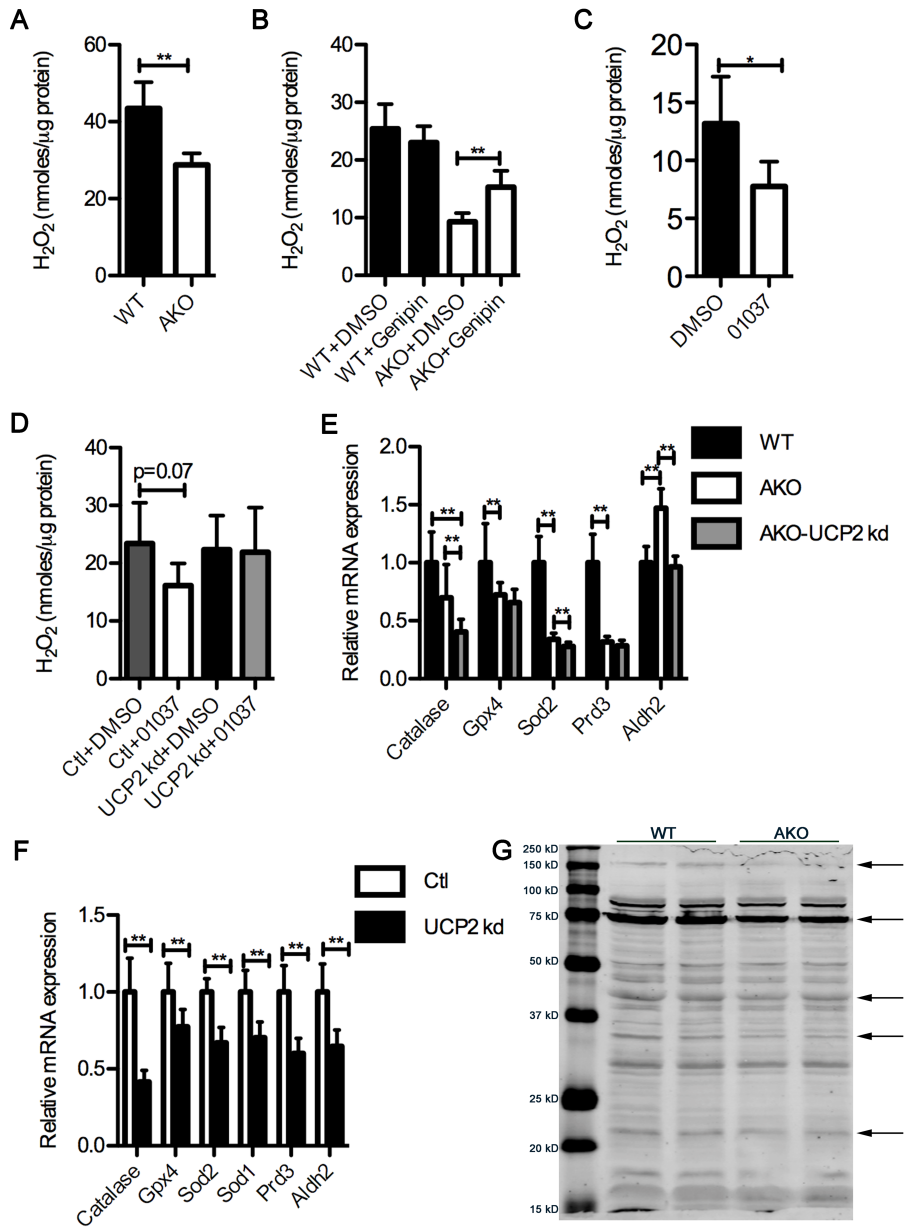 A
H2O2 (nmoles/µg protein)
60
40
20
0
**
WT
AKO
B
H2O2 (nmoles/µg protein)
40
30
20
10
0
**
WT+DMSO
WT+Genipin
AKO+DMSO
AKO+Genipin
C
H2O2 (nmoles/µg protein)
20
15
10
5
0
*
DMSO
01037
D
H2O2 (nmoles/µg protein)
40
30
20
10
0
p=0.07
Ctl+DMSO
Ctl+01037
UCP2 kd+DMSO
UCP2 kd+01037
E
Relative mRNA expression
2.0
1.5
1.0
0.5
0.0
** ** ** ** ** ** ** **
Catalase
Gpx4
Sod2
Prd3
Aldh2
WT
AKO
AKO-UCP2 kd
F
Relative mRNA expression
1.5
1.0
0.5
0.0
** ** ** ** ** **
Catalase
Gpx4
Sod2
Sod1
Prd3
Aldh2
Ctl
UCP2 kd
G
WT AKO
250 kD
150 kD
100 kD
75 kD
50 kD
37 kD
25 kD
20 kD
15 kD